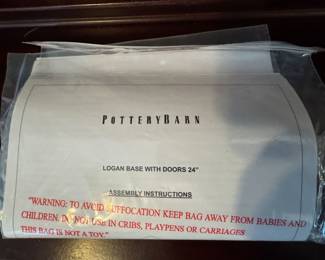 POTTERYBARN
LOGAN BASE WITH DOORS 24"
ASSEMBLY INSTRUCTIONS
"WARNING: TO AVOID SUFFOCATION KEEP BAG AWAY FROM BABIES AND
CHILDREN. DO NOT USE IN CRIBS, PLAYPENS OR CARRIAGES
THIS BAG IS NOT A TOY."